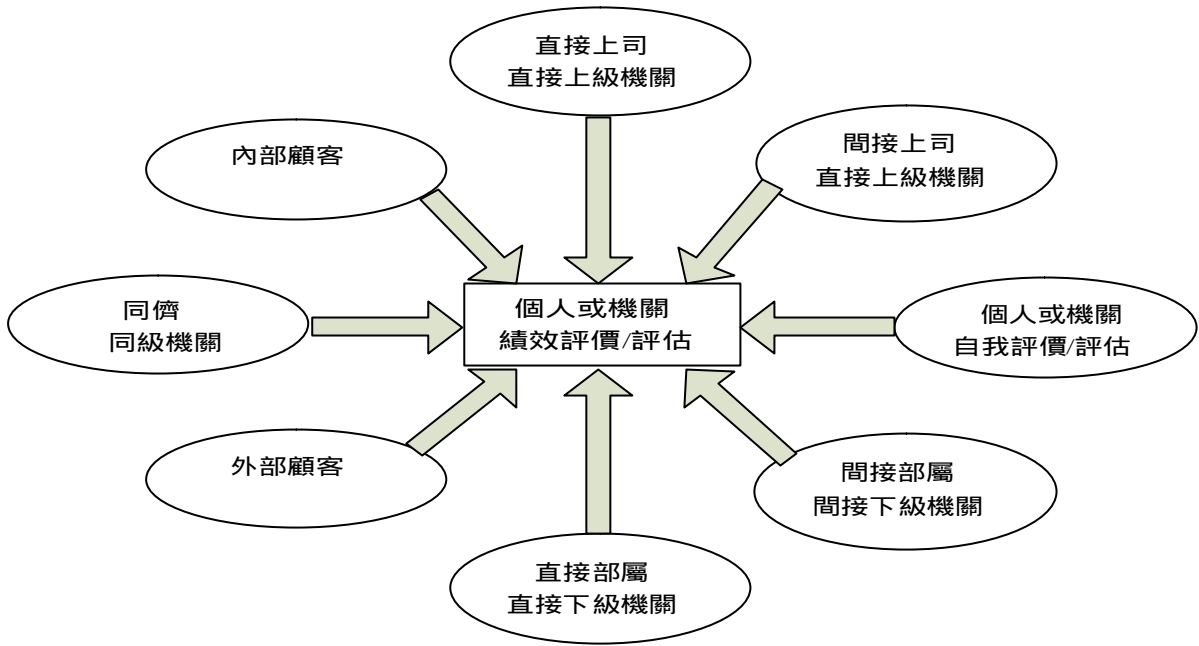 直接上司
直接上級機關
內部顧客
間接上司
直接上級機關
同儕
同級機關
個人或機關
績效評價/評估
個人或機關
自我評價/評估
外部顧客
間接部屬
間接下級機關
直接部屬
直接下級機關